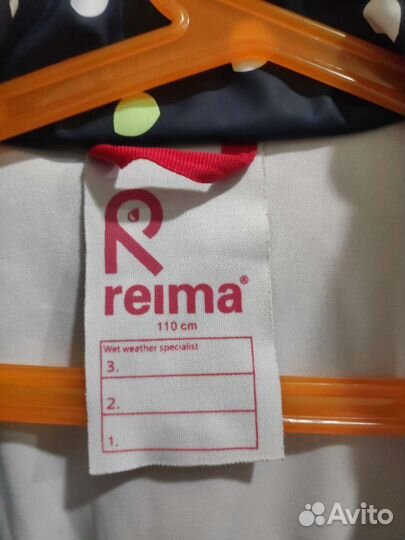 reima®
110 cm
Wet weather specialist
3.
2.
1.
Avito